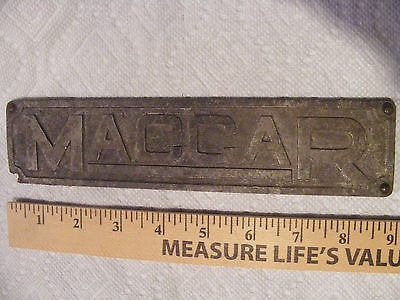 MACCAR
1 2 3 4 5 6 7 8 9
MEASURE LIFE'S VALU